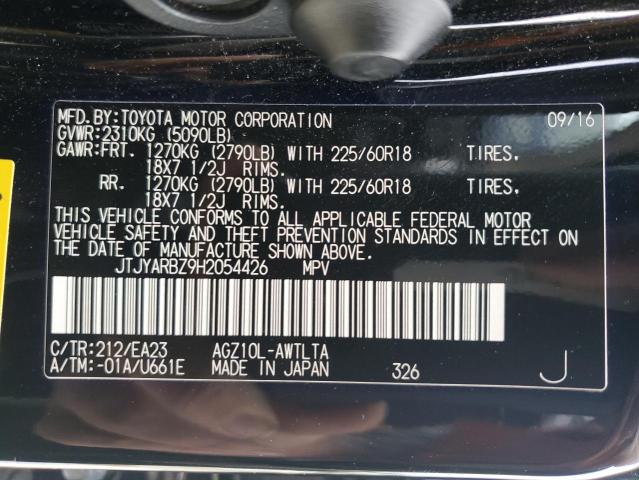 MFD.BY:TOYOTA MOTOR CORPORATION 09/16
GVWR:2310KG (5090LB)
GAWR:FRT. 1270KG (2790LB) WITH 225/60R18 TIRES.
18X7 1/2J RIMS.
RR. 1270KG (2790LB) WITH 225/60R18 TIRES.
18X7 1/2J RIMS.
THIS VEHICLE CONFORMS TO ALL APPLICABLE FEDERAL MOTOR
VEHICLE SAFETY AND THEFT PREVENTION STANDARDS IN EFFECT ON
THE DATE OF MANUFACTURE SHOWN ABOVE.
JTJYARBZ9H2054426 MPV
C/TR:212/EA23 AGZ10L-AWTLTA
A/TM:-01A/U661E MADE IN JAPAN 326 J